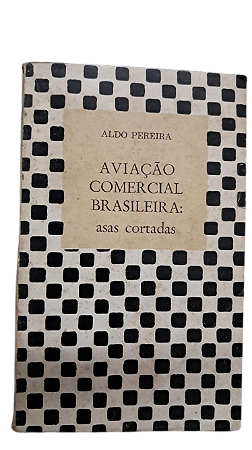 ALDO PEREIRA
AVIAÇÃO
COMERCIAL
BRASILEIRA:
asas cortadas